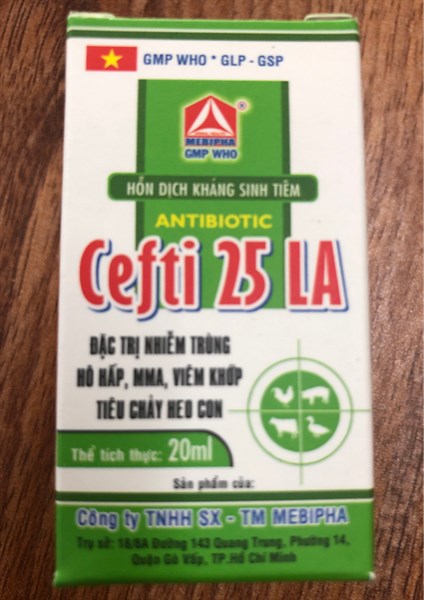 GMP WHO * GLP - GSP
®
MEBIPHA
GMP WHO
HỖN DỊCH KHÁNG SINH TIÊM
ANTIBIOTIC
Cefti 25 LA
ĐẶC TRỊ NHIỄM TRÙNG
HÔ HẤP, MMA, VIÊM KHỚP
TIÊU CHẢY HEO CON
Thể tích thực: 20ml
Sản phẩm của:
Công ty TNHH SX - TM MEBIPHA
Trụ sở: 18/8A Đường 143 Quang Trung, Phường 14,
Quận Gò Vấp, TP.Hồ Chí Minh